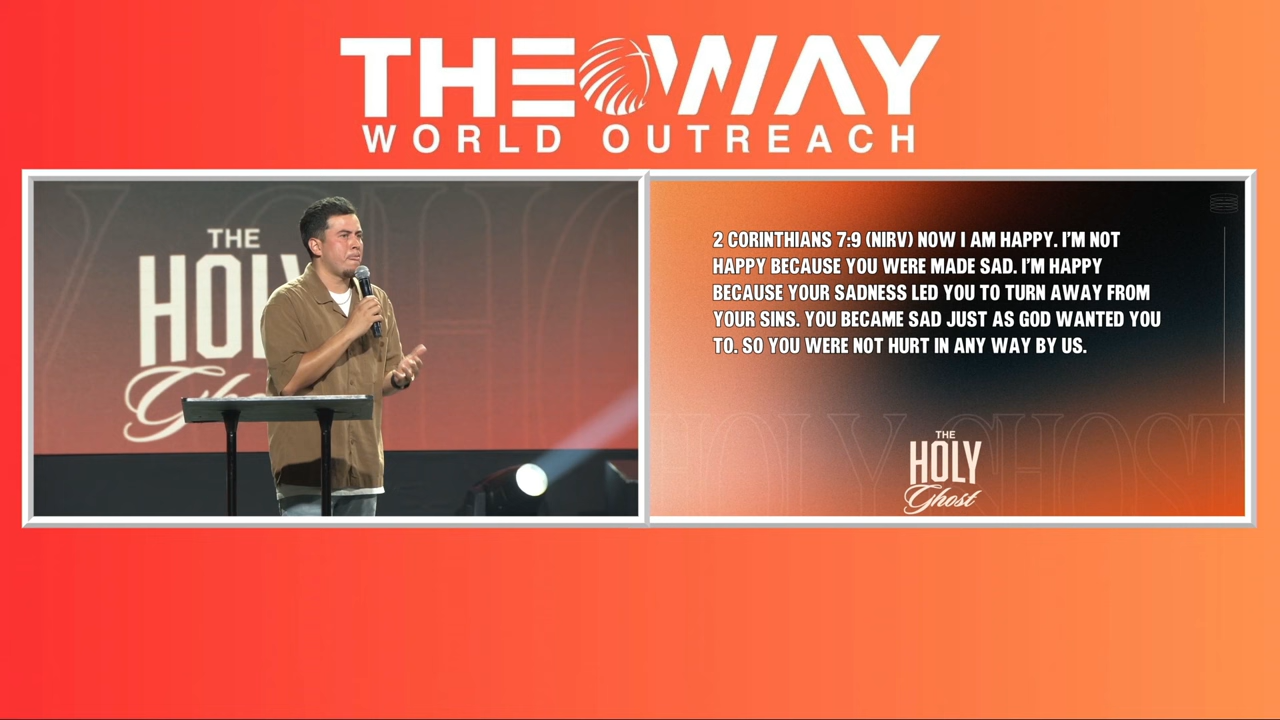 THE WAY
WORLD OUTREACH
THE
HOLY
Gh
2 CORINTHIANS 7:9 (NIRV) NOW I AM HAPPY. I'M NOT
HAPPY BECAUSE YOU WERE MADE SAD. I'M HAPPY
BECAUSE YOUR SADNESS LED YOU TO TURN AWAY FROM
YOUR SINS. YOU BECAME SAD JUST AS GOD WANTED YOU
TO. SO YOU WERE NOT HURT IN ANY WAY BY US.
HOLY GHOST
THE
HOLY
Ghost